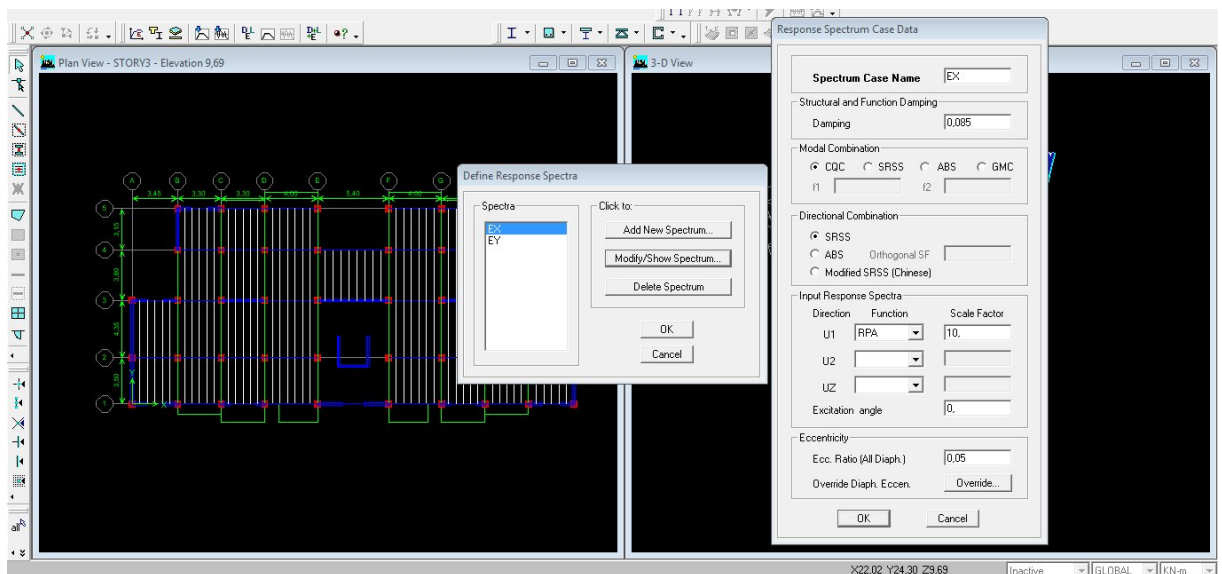 Plan View - STORY3 - Elevation 9,69
A B C D E F G
3.45 3.30 3.30 4.00 5.40 4.00
5
3.15
4
3.80
3
4.35
2
3.50
1
Y
X
all
Define Response Spectra
Spectra
EX
EY
Click to:
Add New Spectrum...
Modify/Show Spectrum...
Delete Spectrum
OK
Cancel
3-D View
Response Spectrum Case Data
Spectrum Case Name EX
Structural and Function Damping
Damping 0,085
Modal Combination
CQC SRSS ABS GMC
f1 f2
Directional Combination
SRSS
ABS Orthogonal SF
Modified SRSS (Chinese)
Input Response Spectra
Direction Function Scale Factor
U1 RPA 10,
U2
UZ
Excitation angle 0,
Eccentricity
Ecc. Ratio (All Diaph.) 0,05
Override Diaph. Eccen. Override...
OK Cancel
X22,02 Y24,30 Z9,69 Inactive GLOBAL KN-m